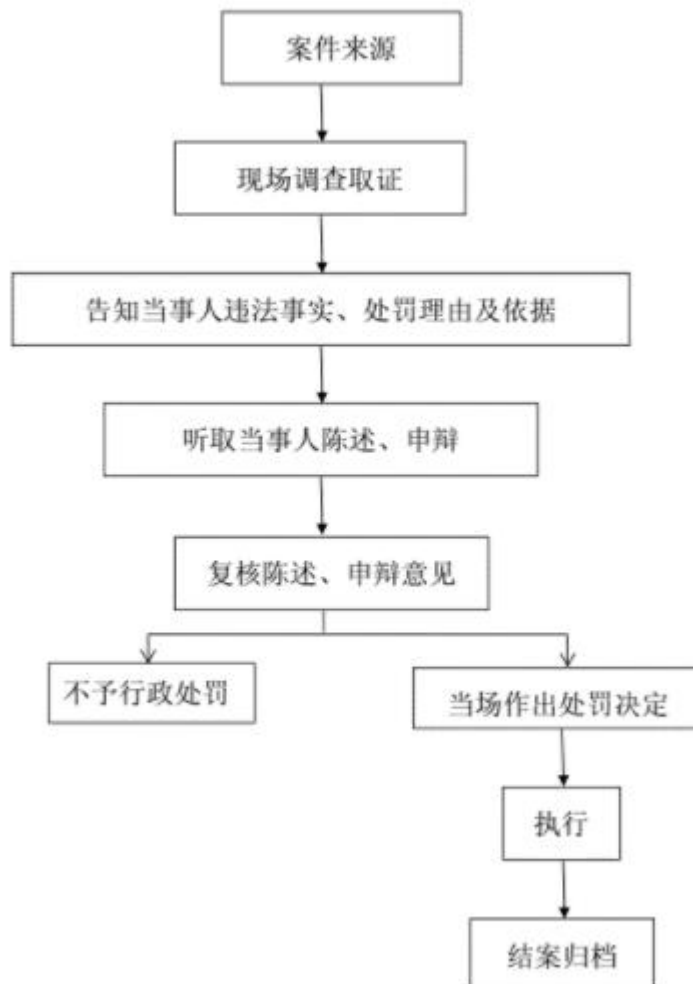 案件来源
现场调查取证
告知当事人违法事实、处罚理由及依据
听取当事人陈述、申辩
复核陈述、申辩意见
不予行政处罚
当场作出处罚决定
执行
结案归档